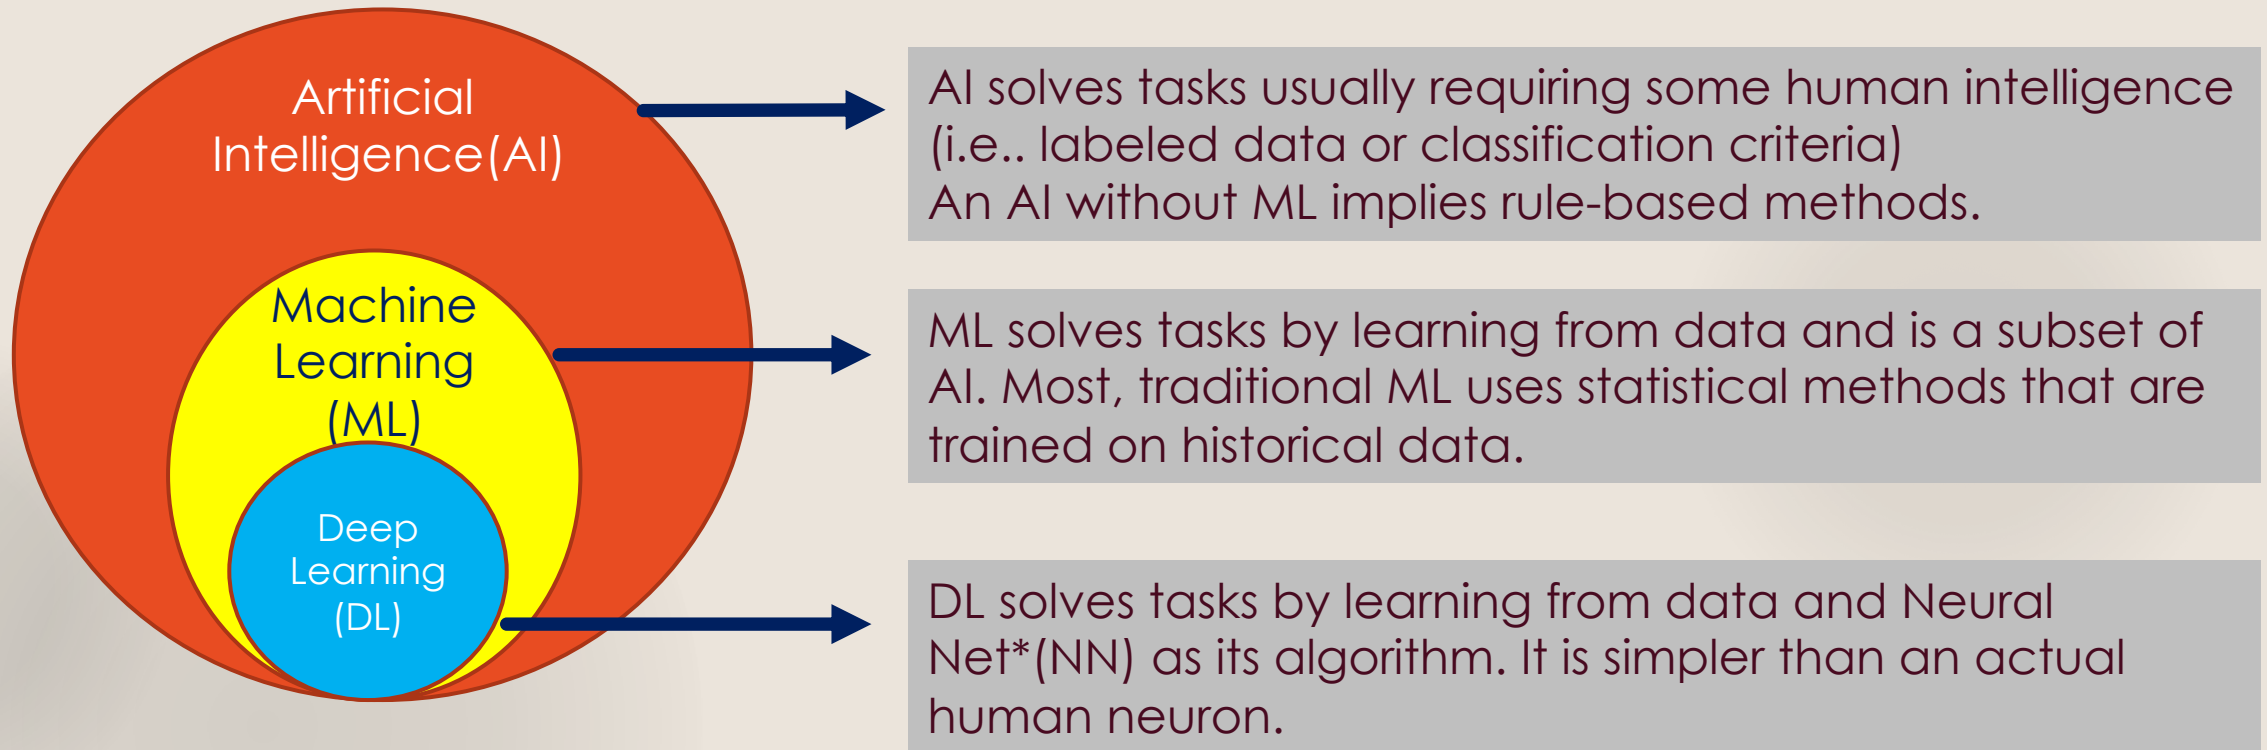 Artificial
Intelligence(AI)
Machine
Learning
(ML)
Deep
Learning
(DL)
AI solves tasks usually requiring some human intelligence
(i.e.. labeled data or classification criteria)
An AI without ML implies rule-based methods.
ML solves tasks by learning from data and is a subset of
AI. Most, traditional ML uses statistical methods that are
trained on historical data.
DL solves tasks by learning from data and Neural
Net*(NN) as its algorithm. It is simpler than an actual
human neuron.